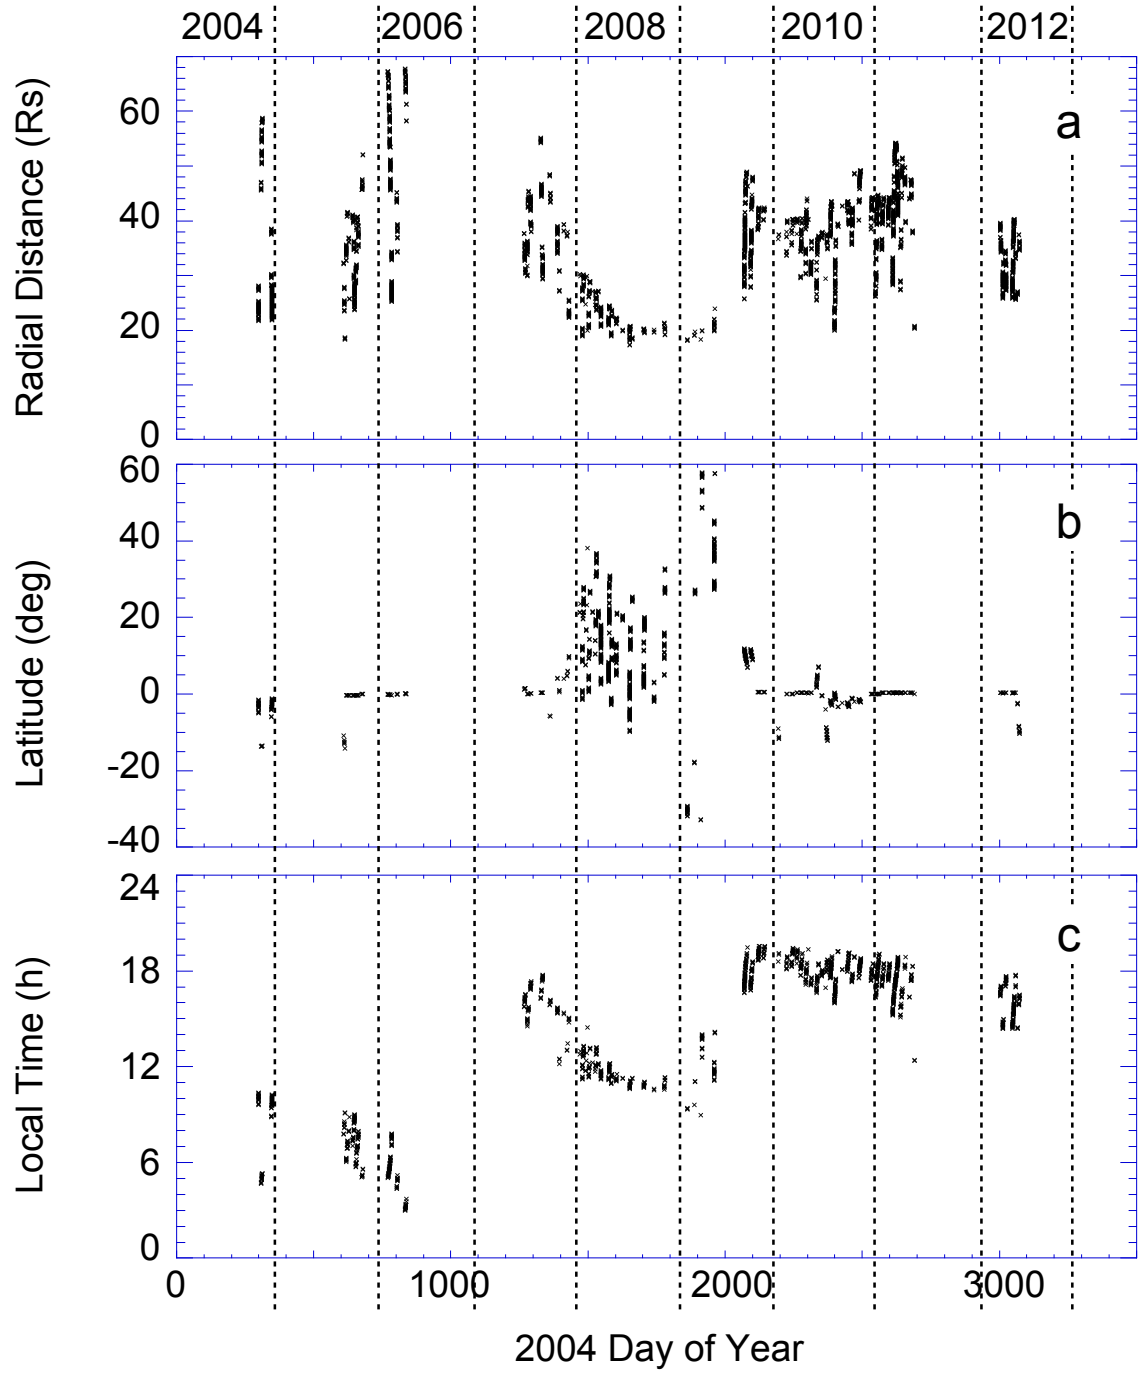 2004 2006 2008 2010 2012
Radial Distance (Rs)
60
40
20
0
a
Latitude (deg)
60
40
20
0
-20
-40
b
Local Time (h)
24
18
12
6
0
c
0 1000 2000 3000
2004 Day of Year